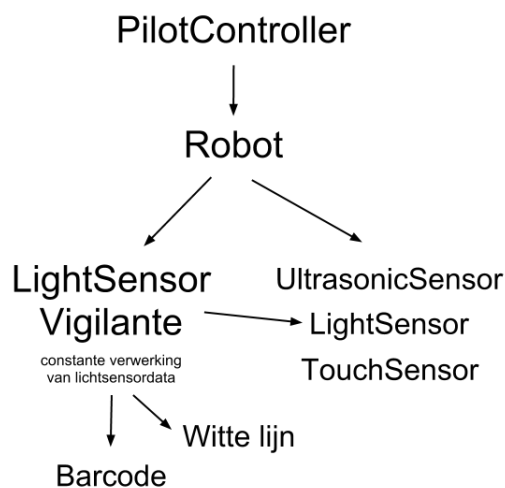 PilotController
Robot
LightSensor
Vigilante
constante verwerking
van lichtsensordata
UltrasonicSensor
LightSensor
TouchSensor
Witte lijn
Barcode